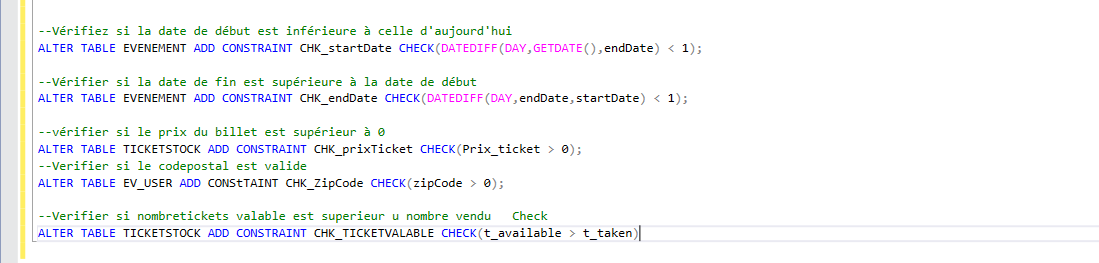 --Vérifiez si la date de début est inférieure à celle d'aujourd'hui
ALTER TABLE EVENEMENT ADD CONSTRAINT CHK_startDate CHECK(DATEDIFF(DAY,GETDATE(),endDate) < 1);
--Vérifier si la date de fin est supérieure à la date de début
ALTER TABLE EVENEMENT ADD CONSTRAINT CHK_endDate CHECK(DATEDIFF(DAY,endDate,startDate) < 1);
--vérifier si le prix du billet est supérieur à 0
ALTER TABLE TICKETSTOCK ADD CONSTRAINT CHK_prixTicket CHECK(Prix_ticket > 0);
--Verifier si le codepostal est valide
ALTER TABLE EV_USER ADD CONStTAINT CHK_ZipCode CHECK(zipCode > 0);
--Verifier si nombretickets valable est superieur u nombre vendu   Check
ALTER TABLE TICKETSTOCK ADD CONSTRAINT CHK_TICKETVALABLE CHECK(t_available > t_taken)